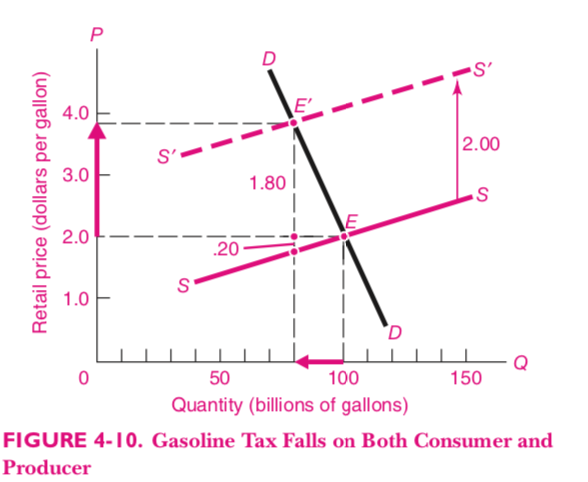 P
D
S′
4.0
E′
S′
2.00
3.0
1.80
S
E
2.0
.20
S
1.0
D
Q
0
50
100
150
Retail price (dollars per gallon)
Quantity (billions of gallons)
FIGURE 4-10. Gasoline Tax Falls on Both Consumer and
Producer